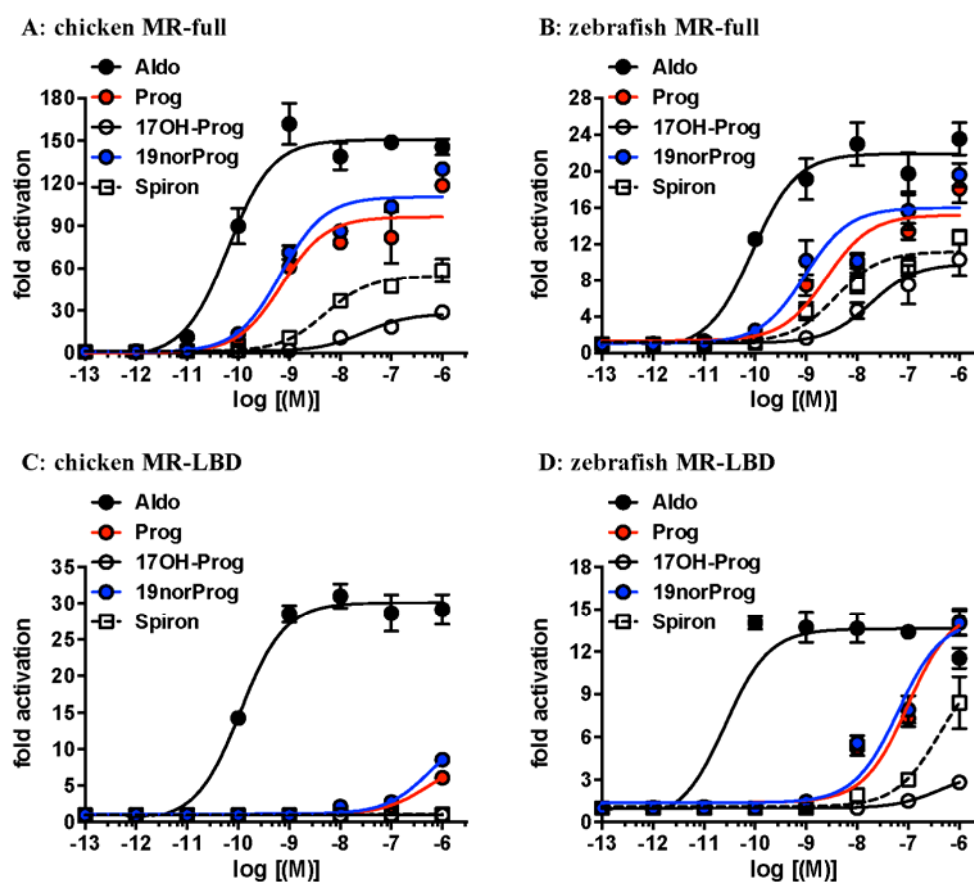 A: chicken MR-full
Aldo
Prog
17OH-Prog
19norProg
Spiron
fold activation
180
150
120
90
60
30
0
-13 -12 -11 -10 -9 -8 -7 -6
log [(M)]
B: zebrafish MR-full
Aldo
Prog
17OH-Prog
19norProg
Spiron
fold activation
28
24
20
16
12
8
4
0
-13 -12 -11 -10 -9 -8 -7 -6
log [(M)]
C: chicken MR-LBD
Aldo
Prog
17OH-Prog
19norProg
Spiron
fold activation
35
30
25
20
15
10
5
0
-13 -12 -11 -10 -9 -8 -7 -6
log [(M)]
D: zebrafish MR-LBD
Aldo
Prog
17OH-Prog
19norProg
Spiron
fold activation
18
15
12
9
6
3
0
-13 -12 -11 -10 -9 -8 -7 -6
log [(M)]